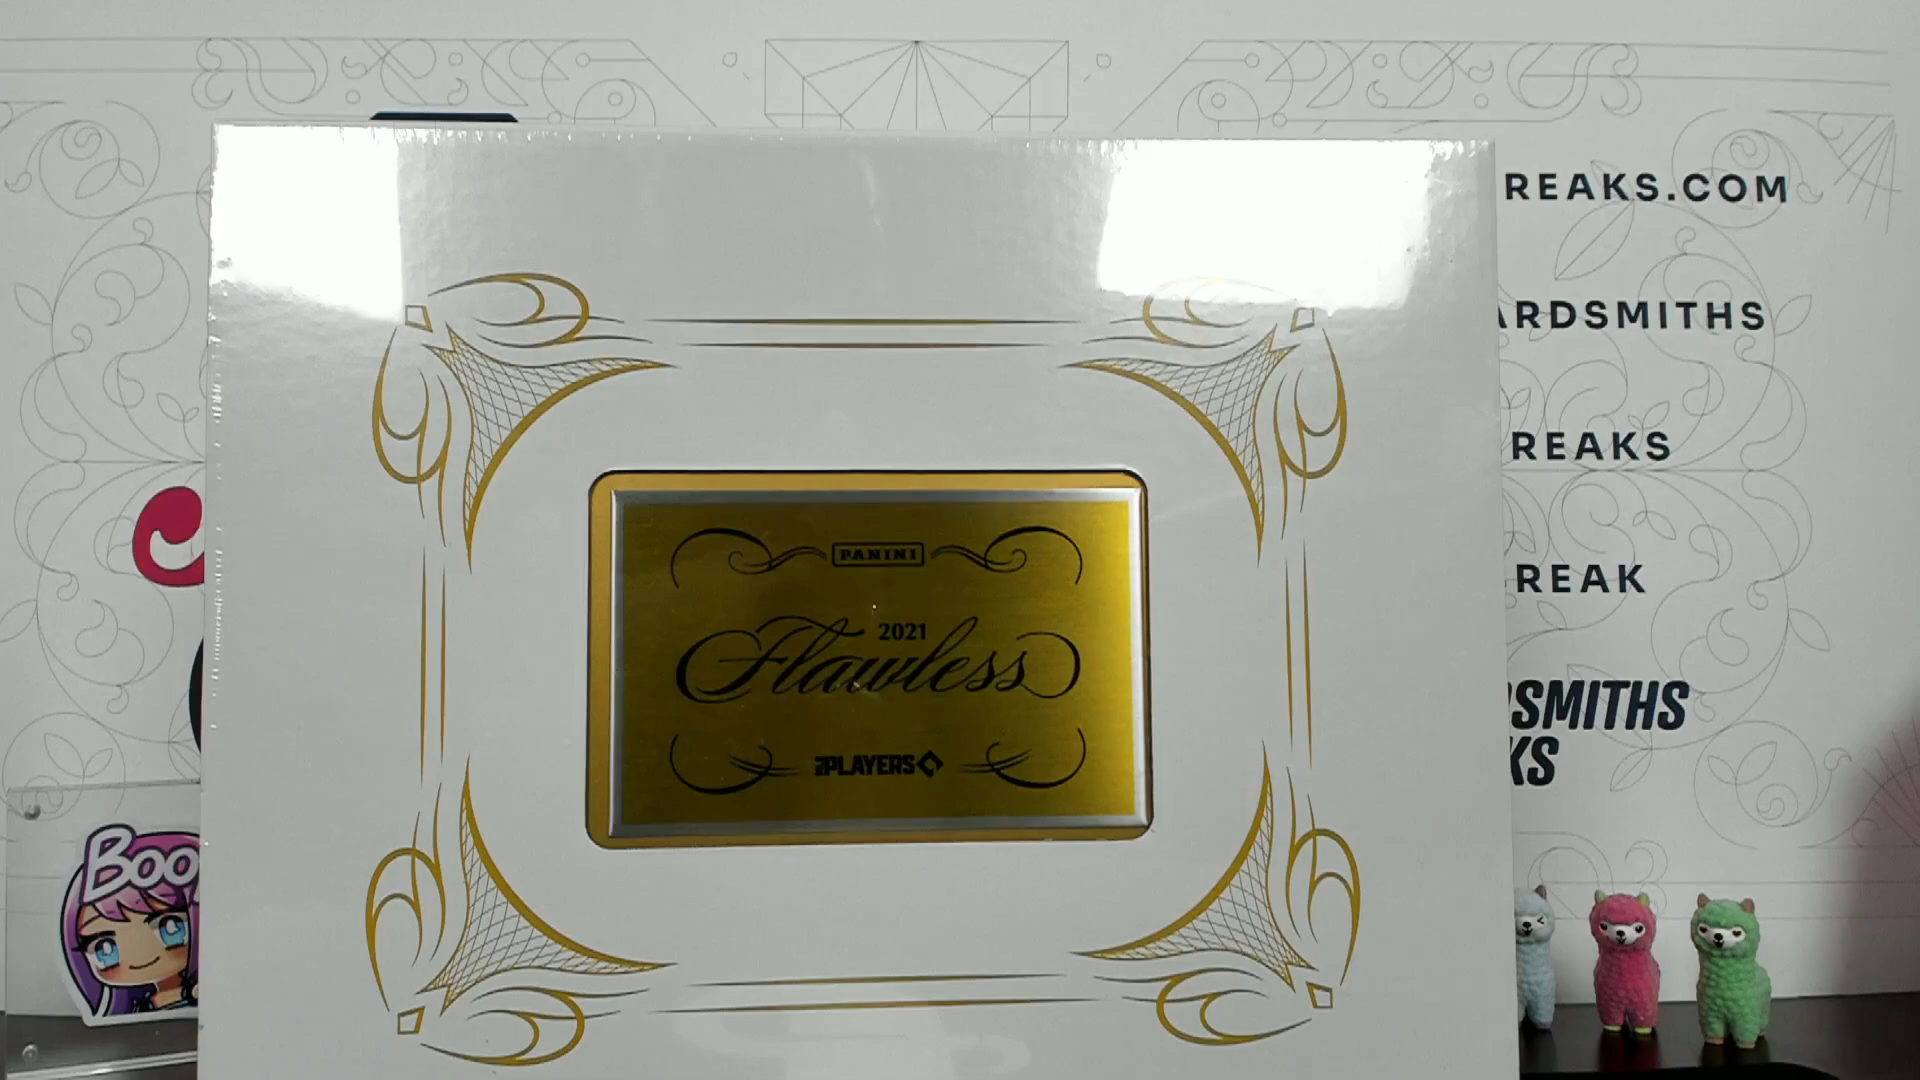 REAKS.COM
ARDSMITHS
REAKS
REAK
SMITHS
KS
PANINI
2021
Flawless
PLAYERS
Boo